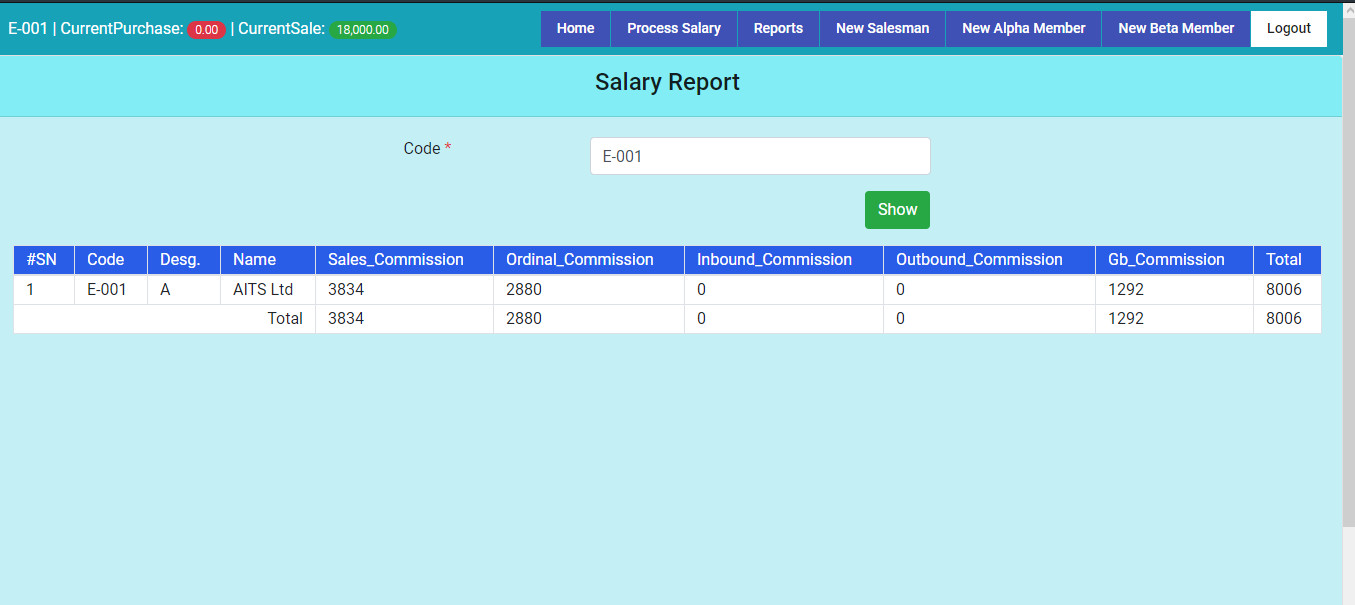 E-001 | CurrentPurchase: 0.00 | CurrentSale: 18,000.00 Home Process Salary Reports New Salesman New Alpha Member New Beta Member Logout
Salary Report
Code * E-001
Show
#SN Code Desg. Name Sales_Commission Ordinal_Commission Inbound_Commission Outbound_Commission Gb_Commission Total
1 E-001 A AITS Ltd 3834 2880 0 0 1292 8006
Total 3834 2880 0 0 1292 8006